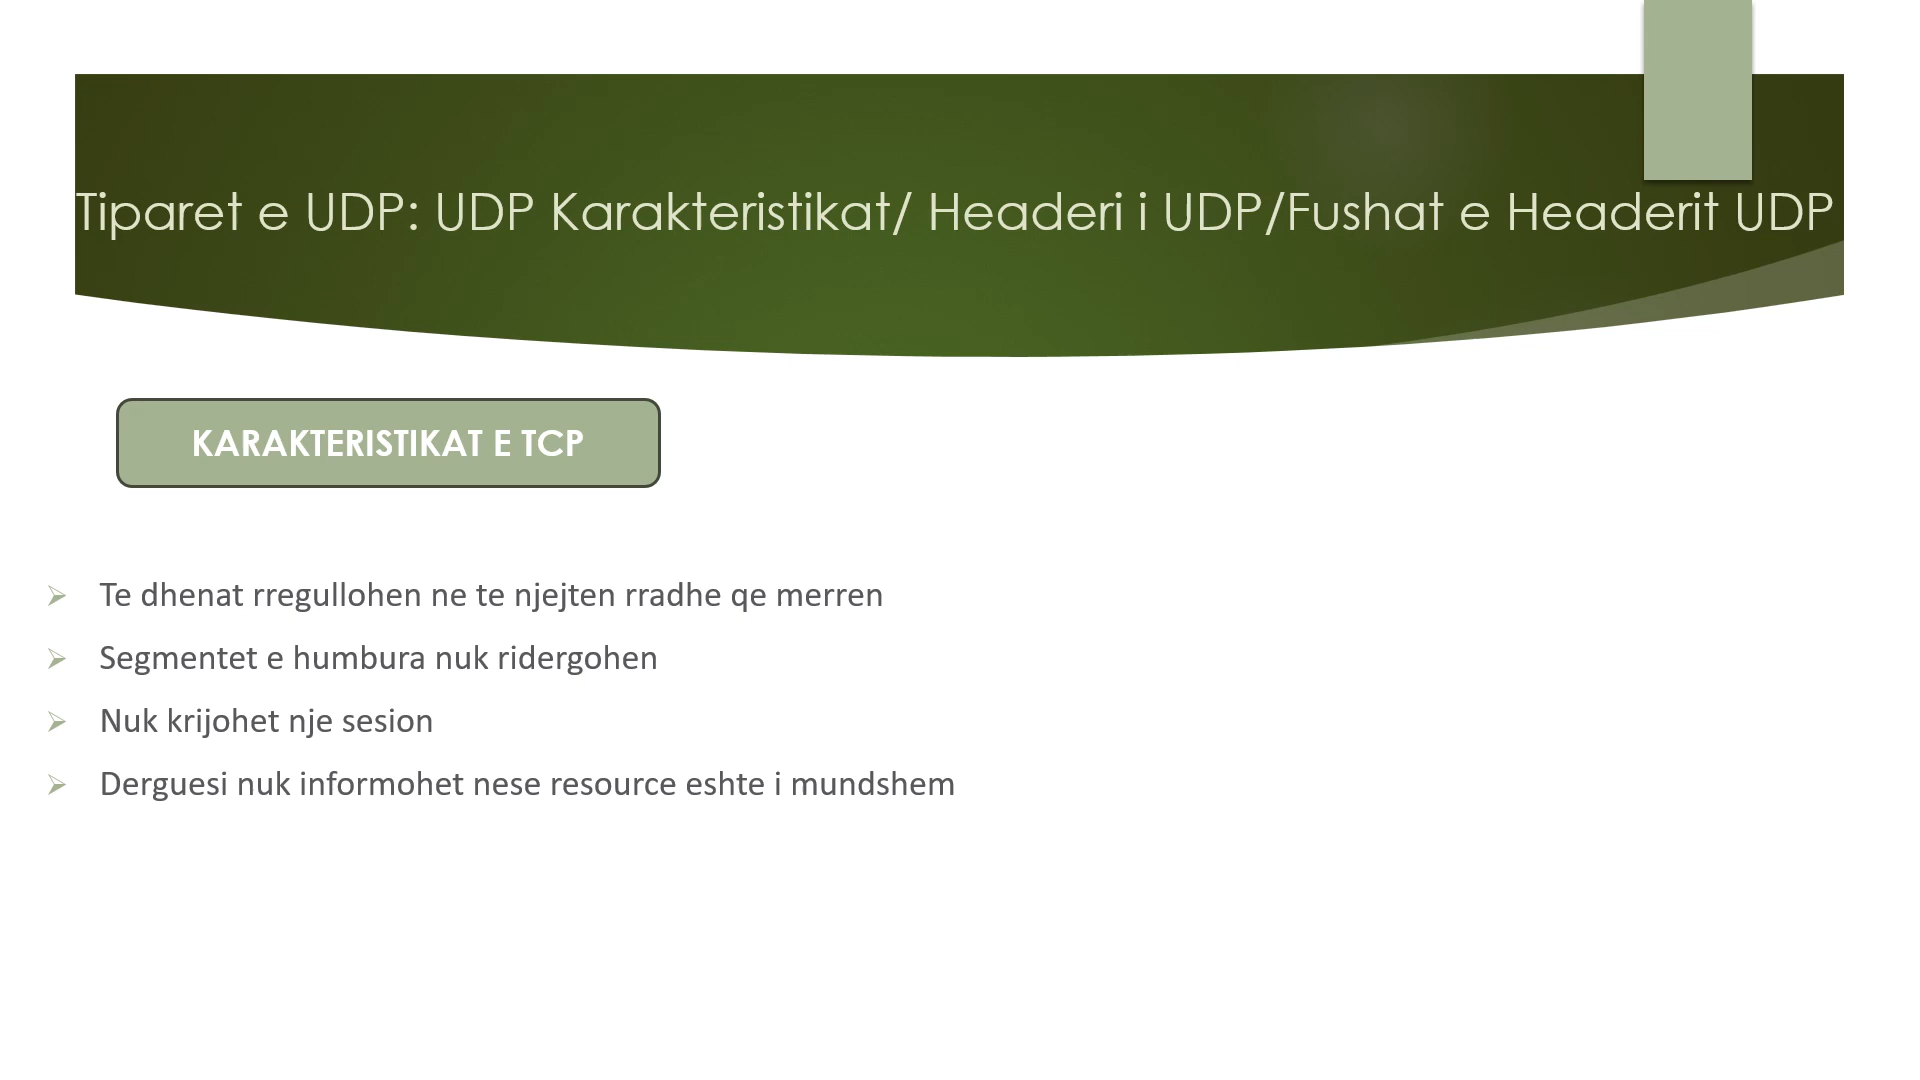 Tiparet e UDP: UDP Karakteristikat/ Headeri i UDP/Fushat e Headerit UDP
KARAKTERISTIKAT E TCP
Te dhenat rregullohen ne te njejten rradhe qe merren
Segmentet e humbura nuk ridergohen
Nuk krijohet nje sesion
Derguesi nuk informohet nese resource eshte i mundshem